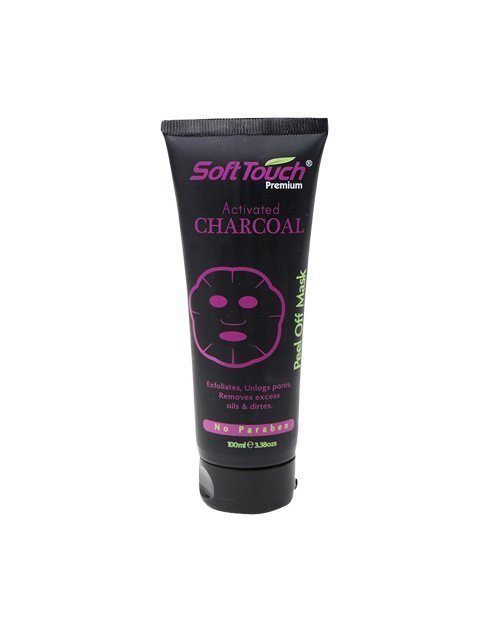 Soft Touch®
Premium
Activated
CHARCOAL
Peel Off Mask
Exfoliates, Unlogs pores,
Removes excess
oils & dirtes.
No Paraben
100ml e 3.38ozs